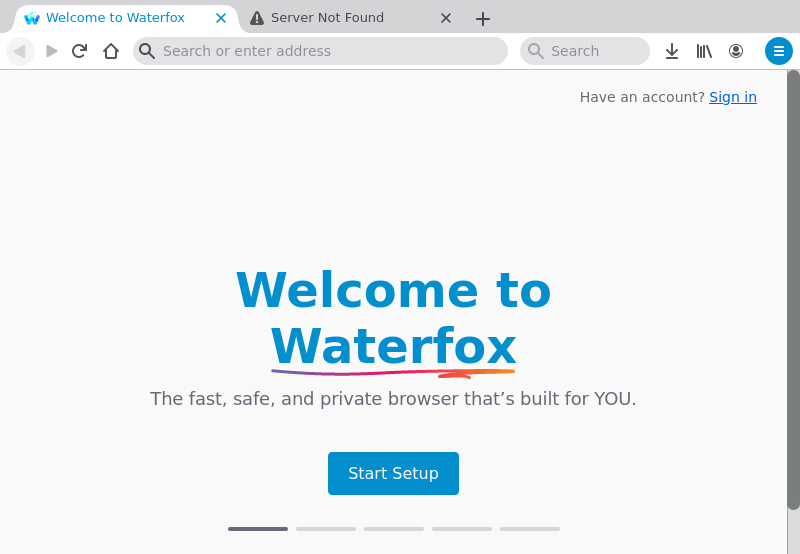 Welcome to Waterfox
Server Not Found
Search or enter address
Search
Have an account? Sign in
Welcome to
Waterfox
The fast, safe, and private browser that’s built for YOU.
Start Setup